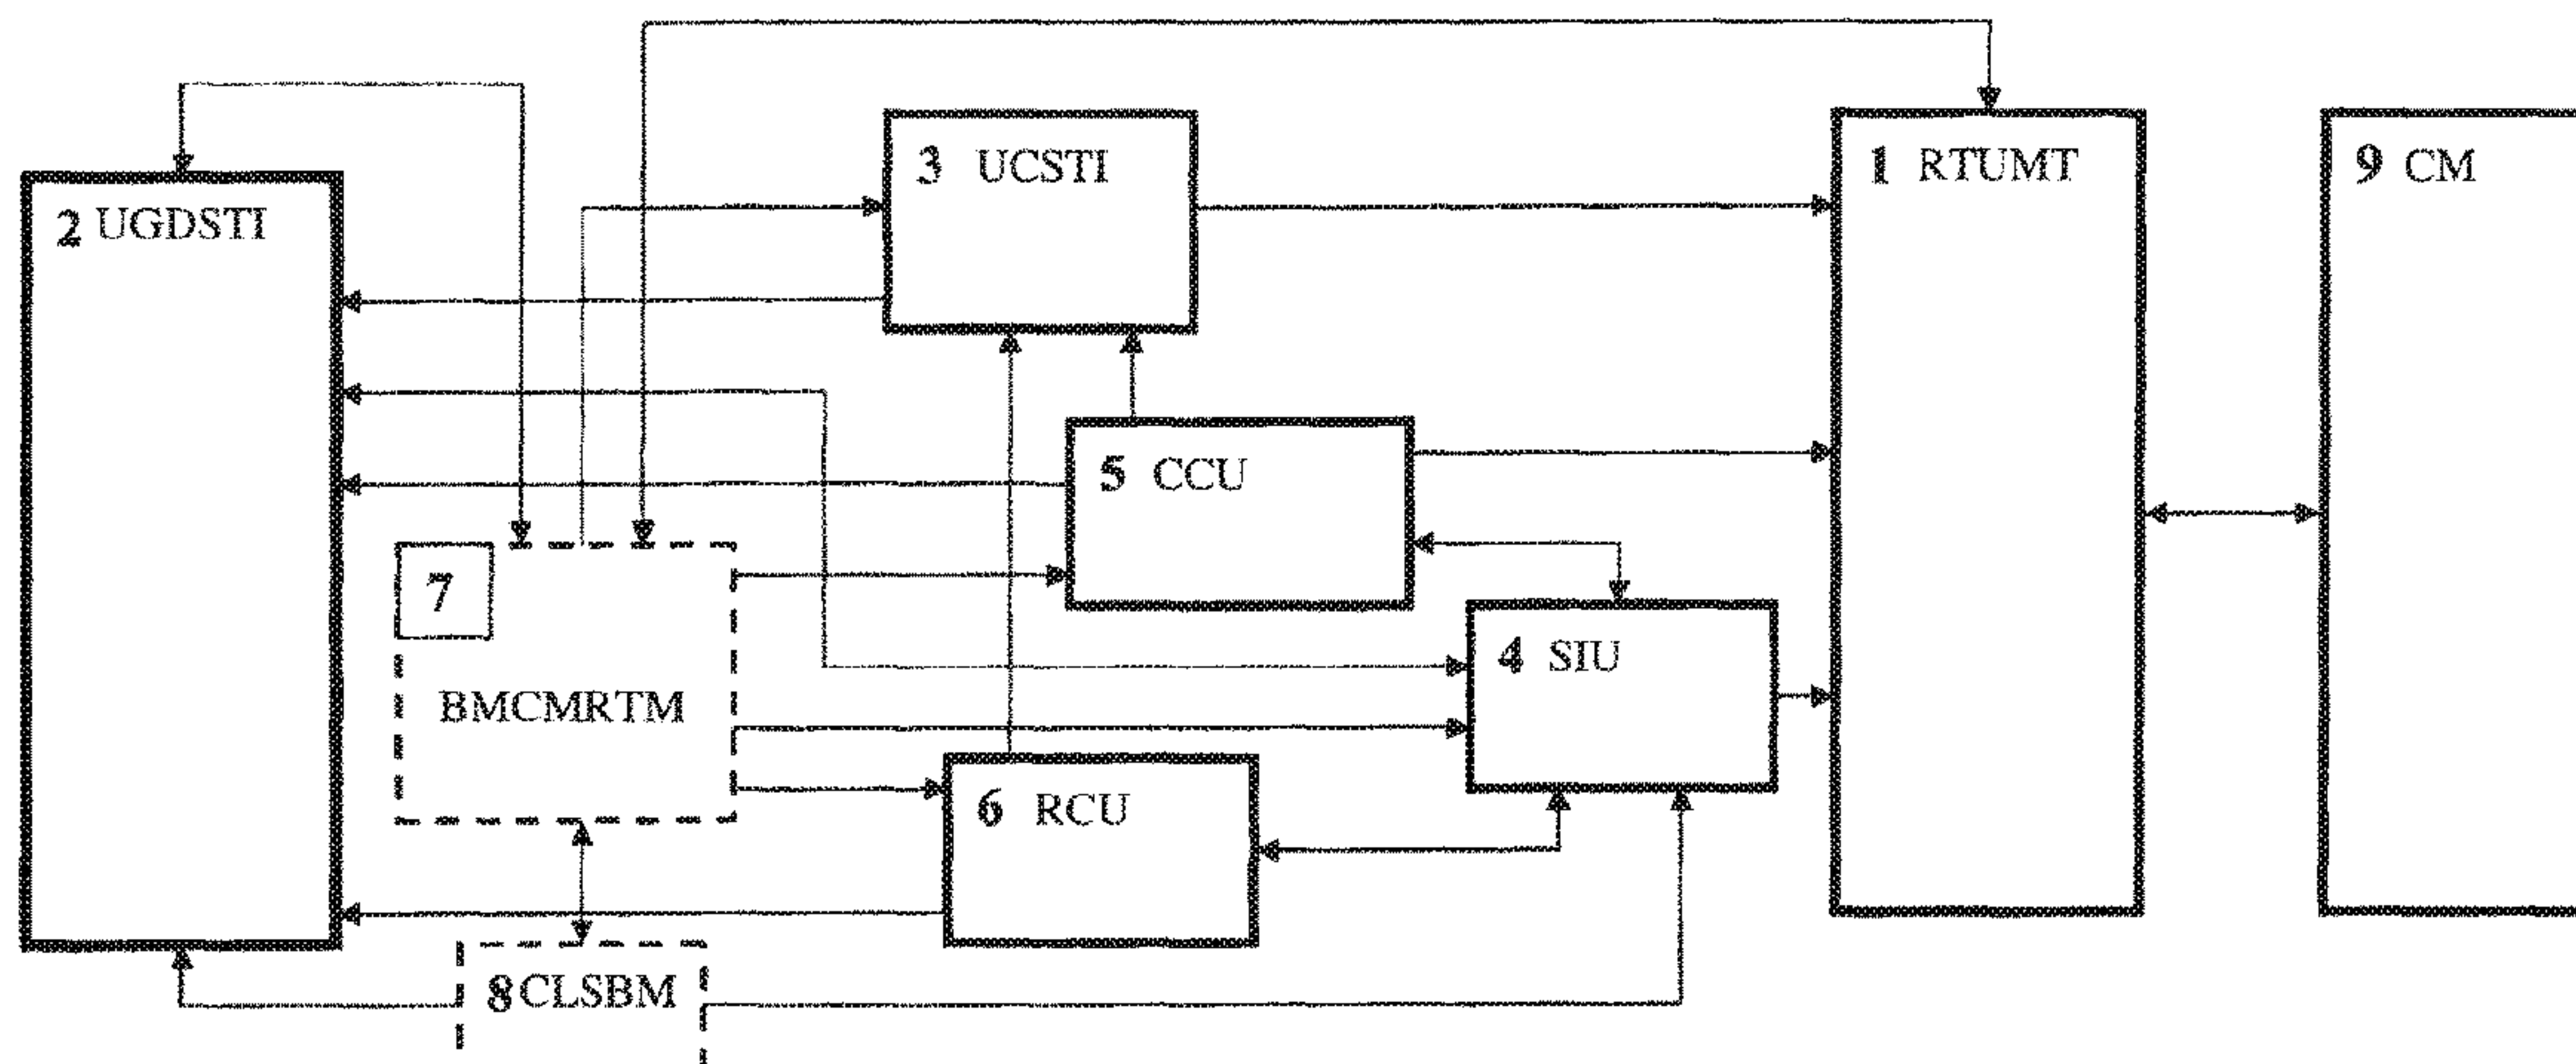 3 UCSTI
1 RTUMT
9 CM
2 UGDSTI
5 CCU
7
BMCMRTM
4 SIU
6 RCU
8 CLSBM